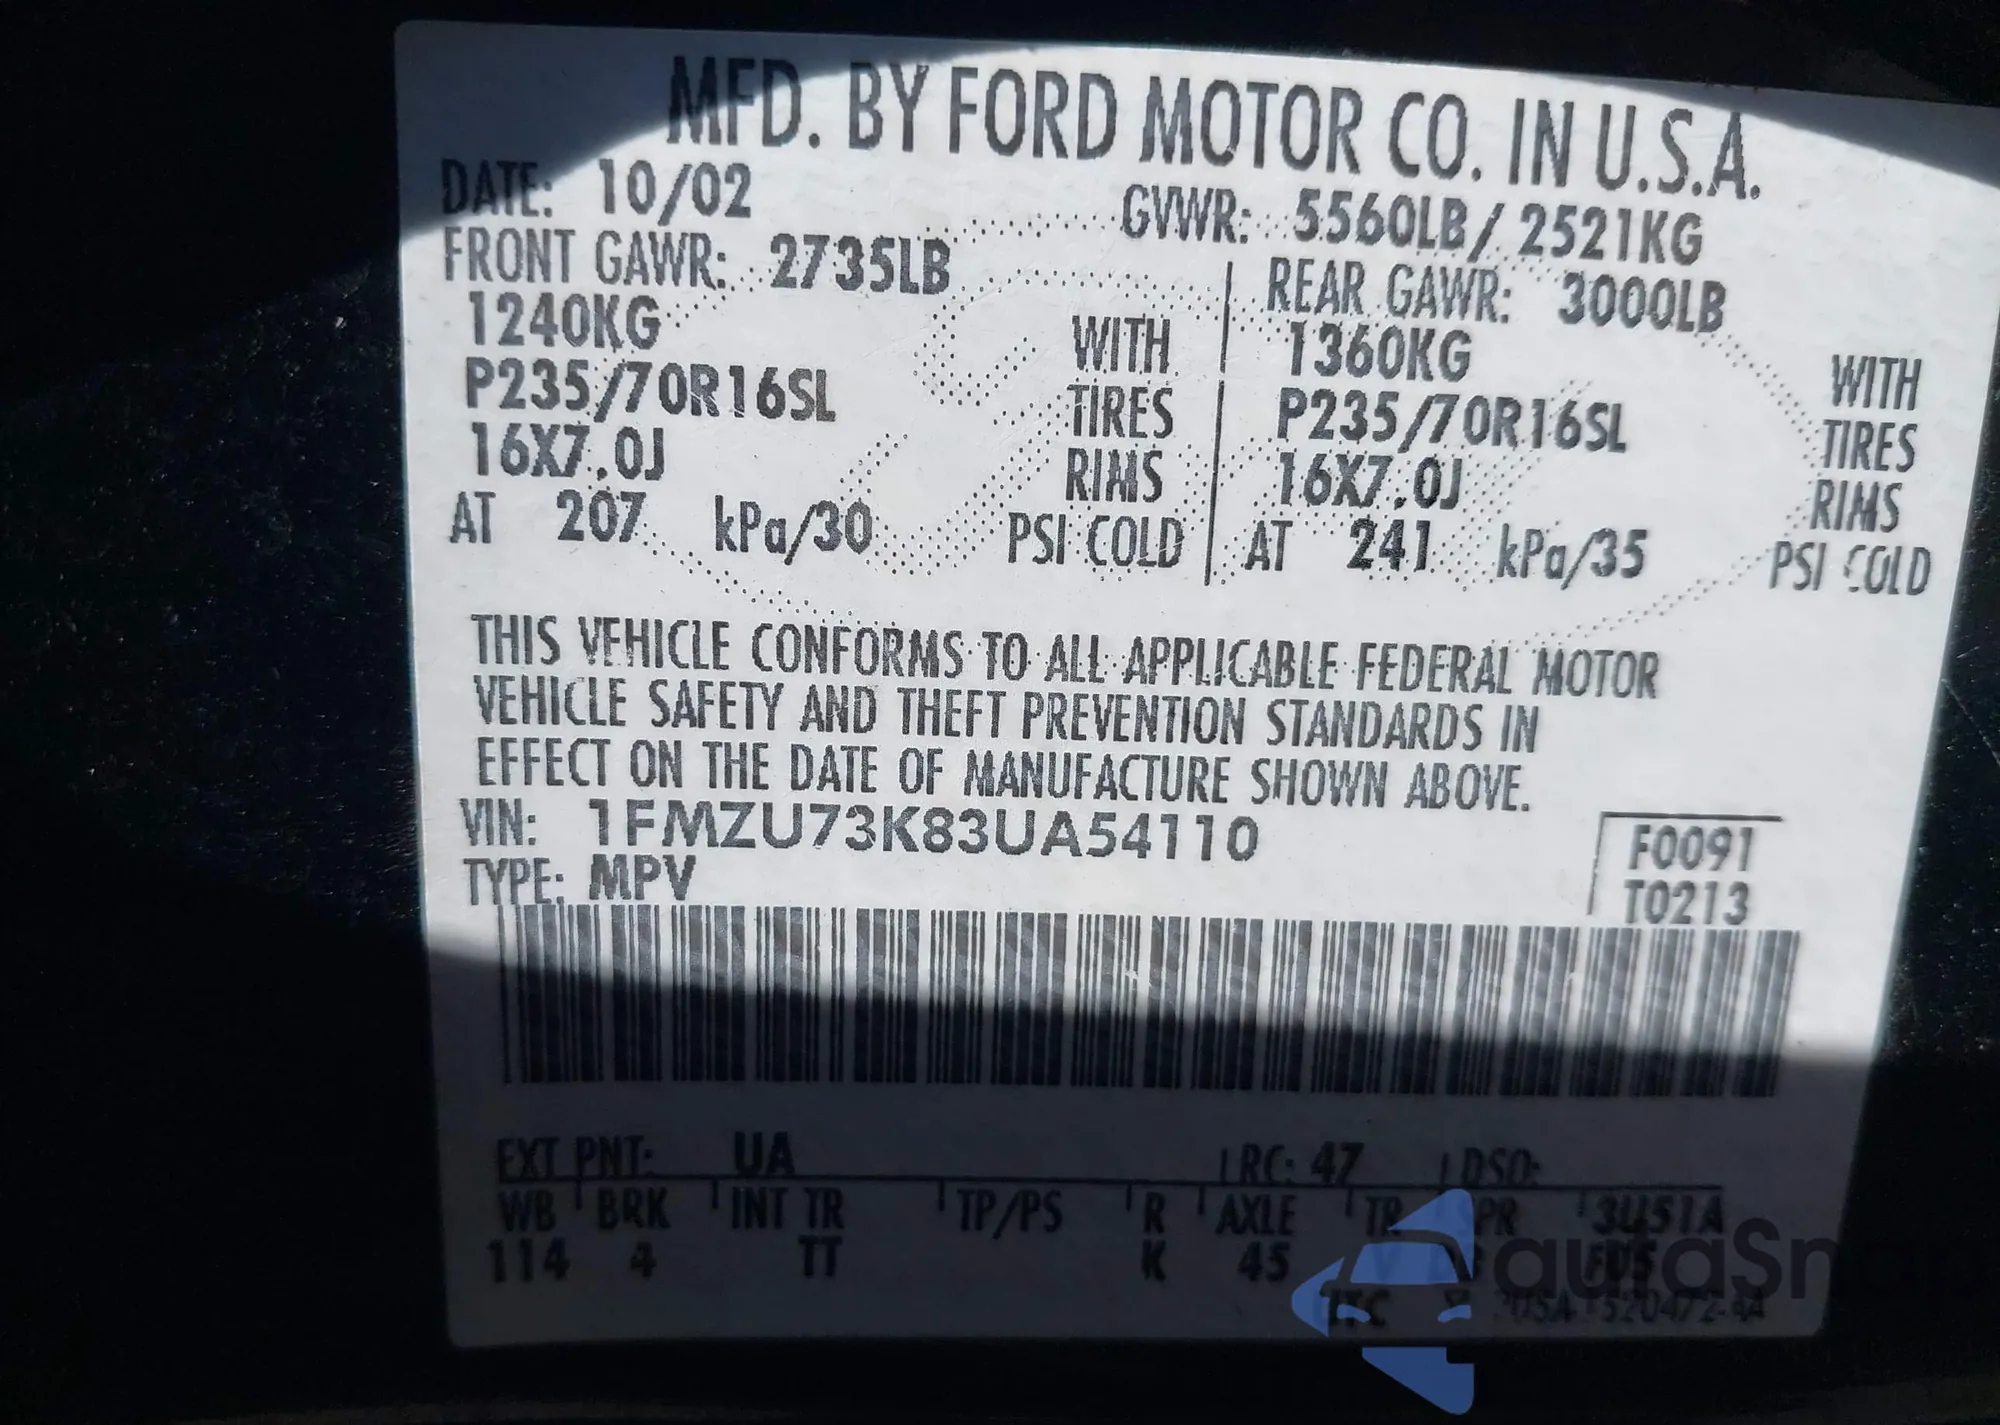 MFD. BY FORD MOTOR CO. IN U.S.A.
DATE: 10/02 GVWR: 5560LB/2521KG
FRONT GAWR: 2735LB REAR GAWR: 3000LB
1240KG WITH 1360KG WITH
P235/70R16SL TIRES P235/70R16SL TIRES
16X7.0J RIMS 16X7.0J RIMS
AT 207 kPa/30 PSI COLD AT 241 kPa/35 PSI COLD
THIS VEHICLE CONFORMS TO ALL APPLICABLE FEDERAL MOTOR
VEHICLE SAFETY AND THEFT PREVENTION STANDARDS IN
EFFECT ON THE DATE OF MANUFACTURE SHOWN ABOVE.
VIN: 1FMZU73K83UA54110
TYPE: MPV
F0091
T0213
EXT PNT: UA RC: 47 DSO:
WB BRK INT TR TP/PS R AXLE TR SPR 3U51A
114 4 TT K 45 F05